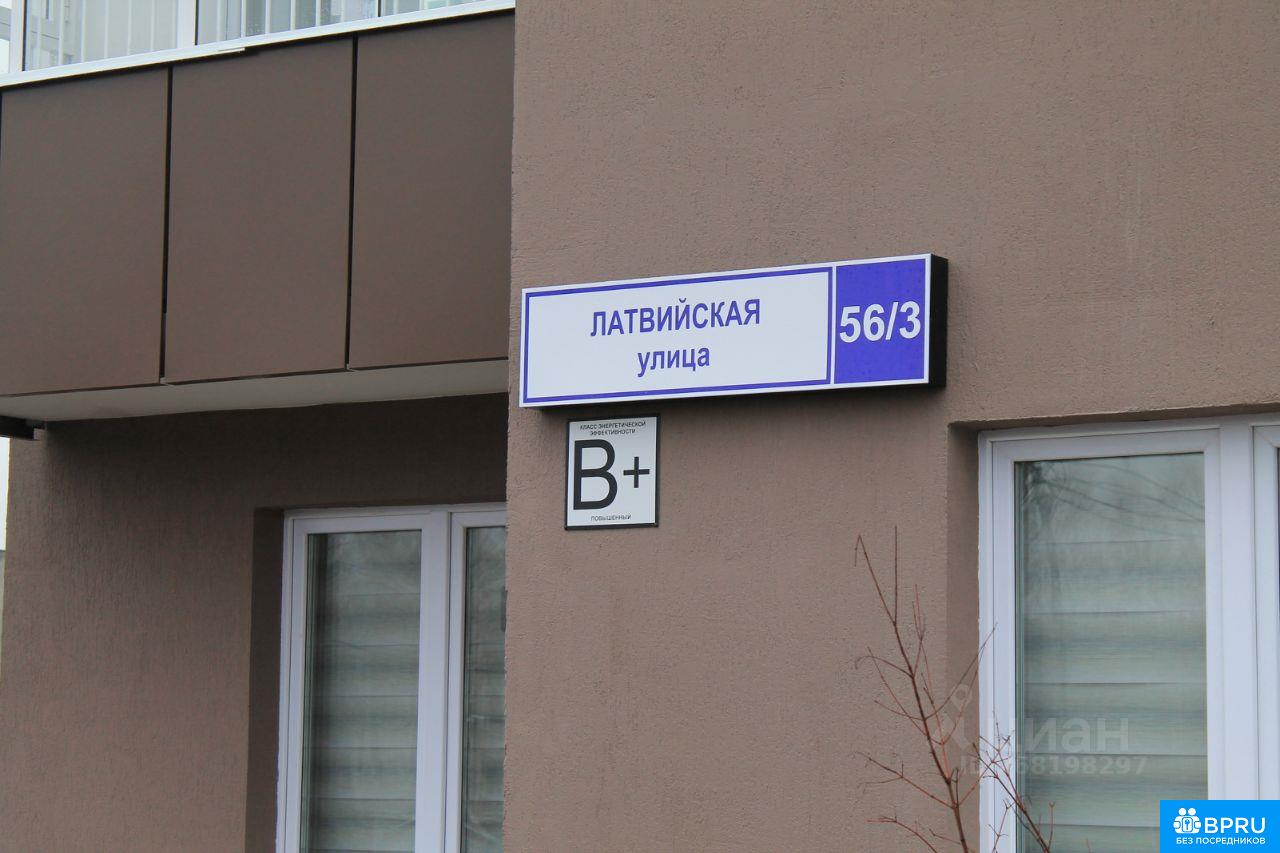 ЛАТВИЙСКАЯ
улица
56/3
КЛАСС ЭНЕРГЕТИЧЕСКОЙ
ЭФФЕКТИВНОСТИ
B+
ПОВЫШЕННЫЙ
циан
BPRU
БЕЗ ПОСРЕДНИКОВ